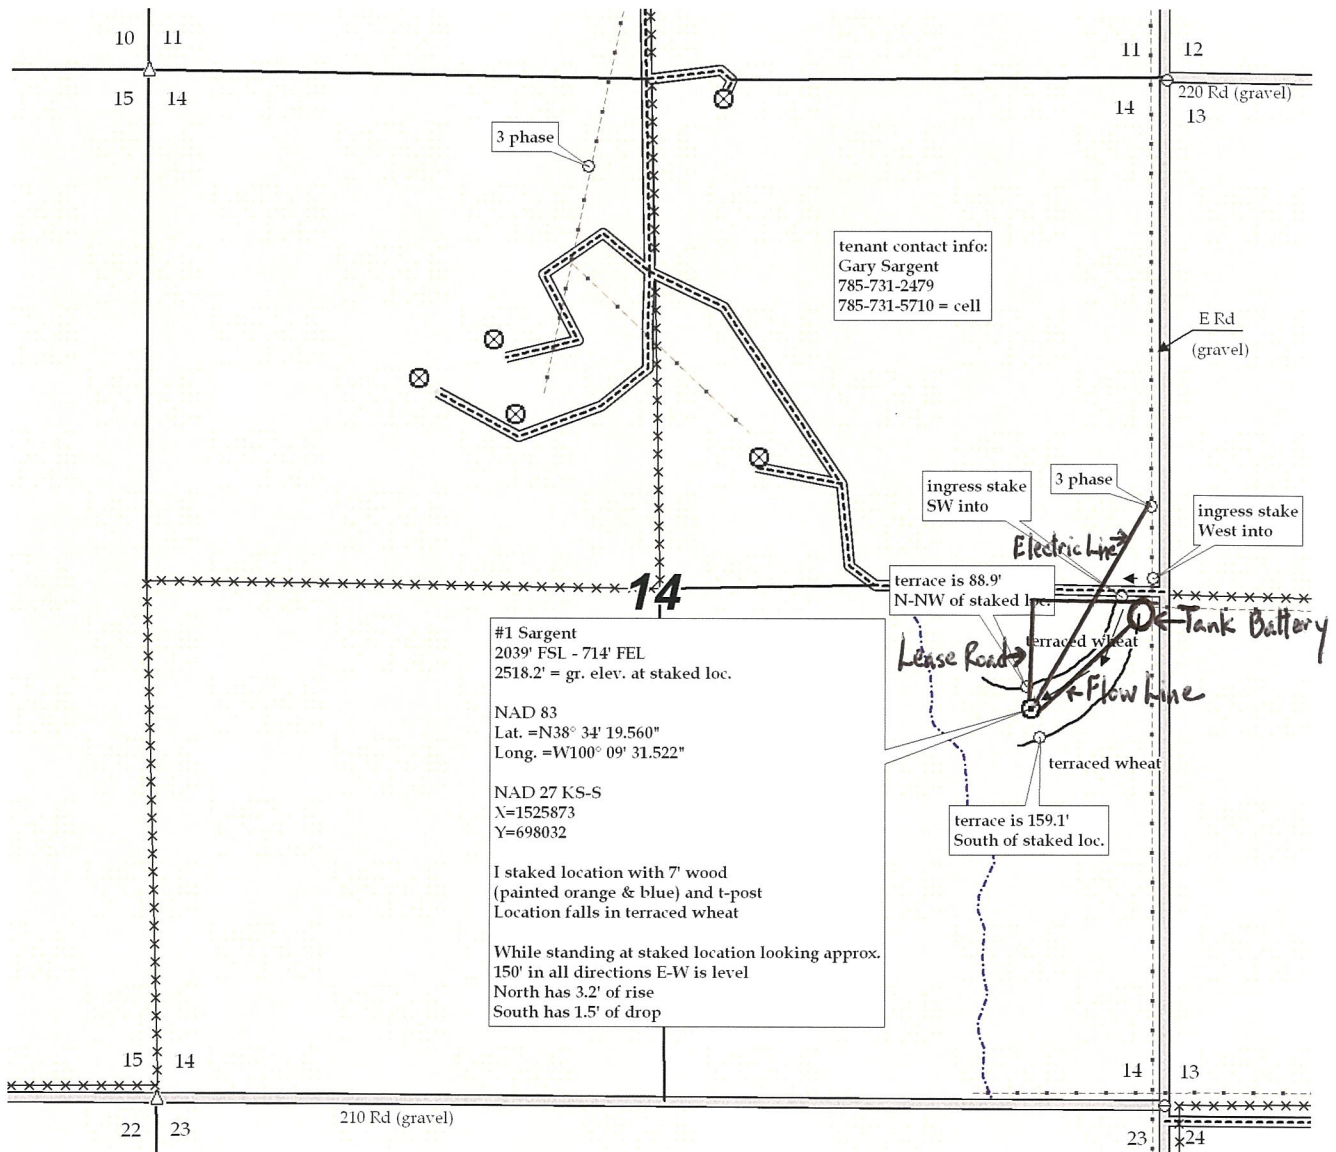 10 11
11 12
15 14
14 13
220 Rd (gravel)
3 phase
tenant contact info:
Gary Sargent
785-731-2479
785-731-5710 = cell
E Rd
(gravel)
3 phase
ingress stake
SW into
ingress stake
West into
Electric Line
terrace is 88.9'
N-NW of staked loc.
14
Tank Battery
terraced wheat
Lease Road
Flow Line
#1 Sargent
2039' FSL - 714' FEL
2518.2' = gr. elev. at staked loc.
NAD 83
Lat. =N38° 34' 19.560"
Long. =W100° 09' 31.522"
NAD 27 KS-S
X=1525873
Y=698032
I staked location with 7' wood
(painted orange & blue) and t-post
Location falls in terraced wheat
While standing at staked location looking approx.
150' in all directions E-W is level
North has 3.2' of rise
South has 1.5' of drop
terraced wheat
terrace is 159.1'
South of staked loc.
15 14
14 13
210 Rd (gravel)
22 23
23 24